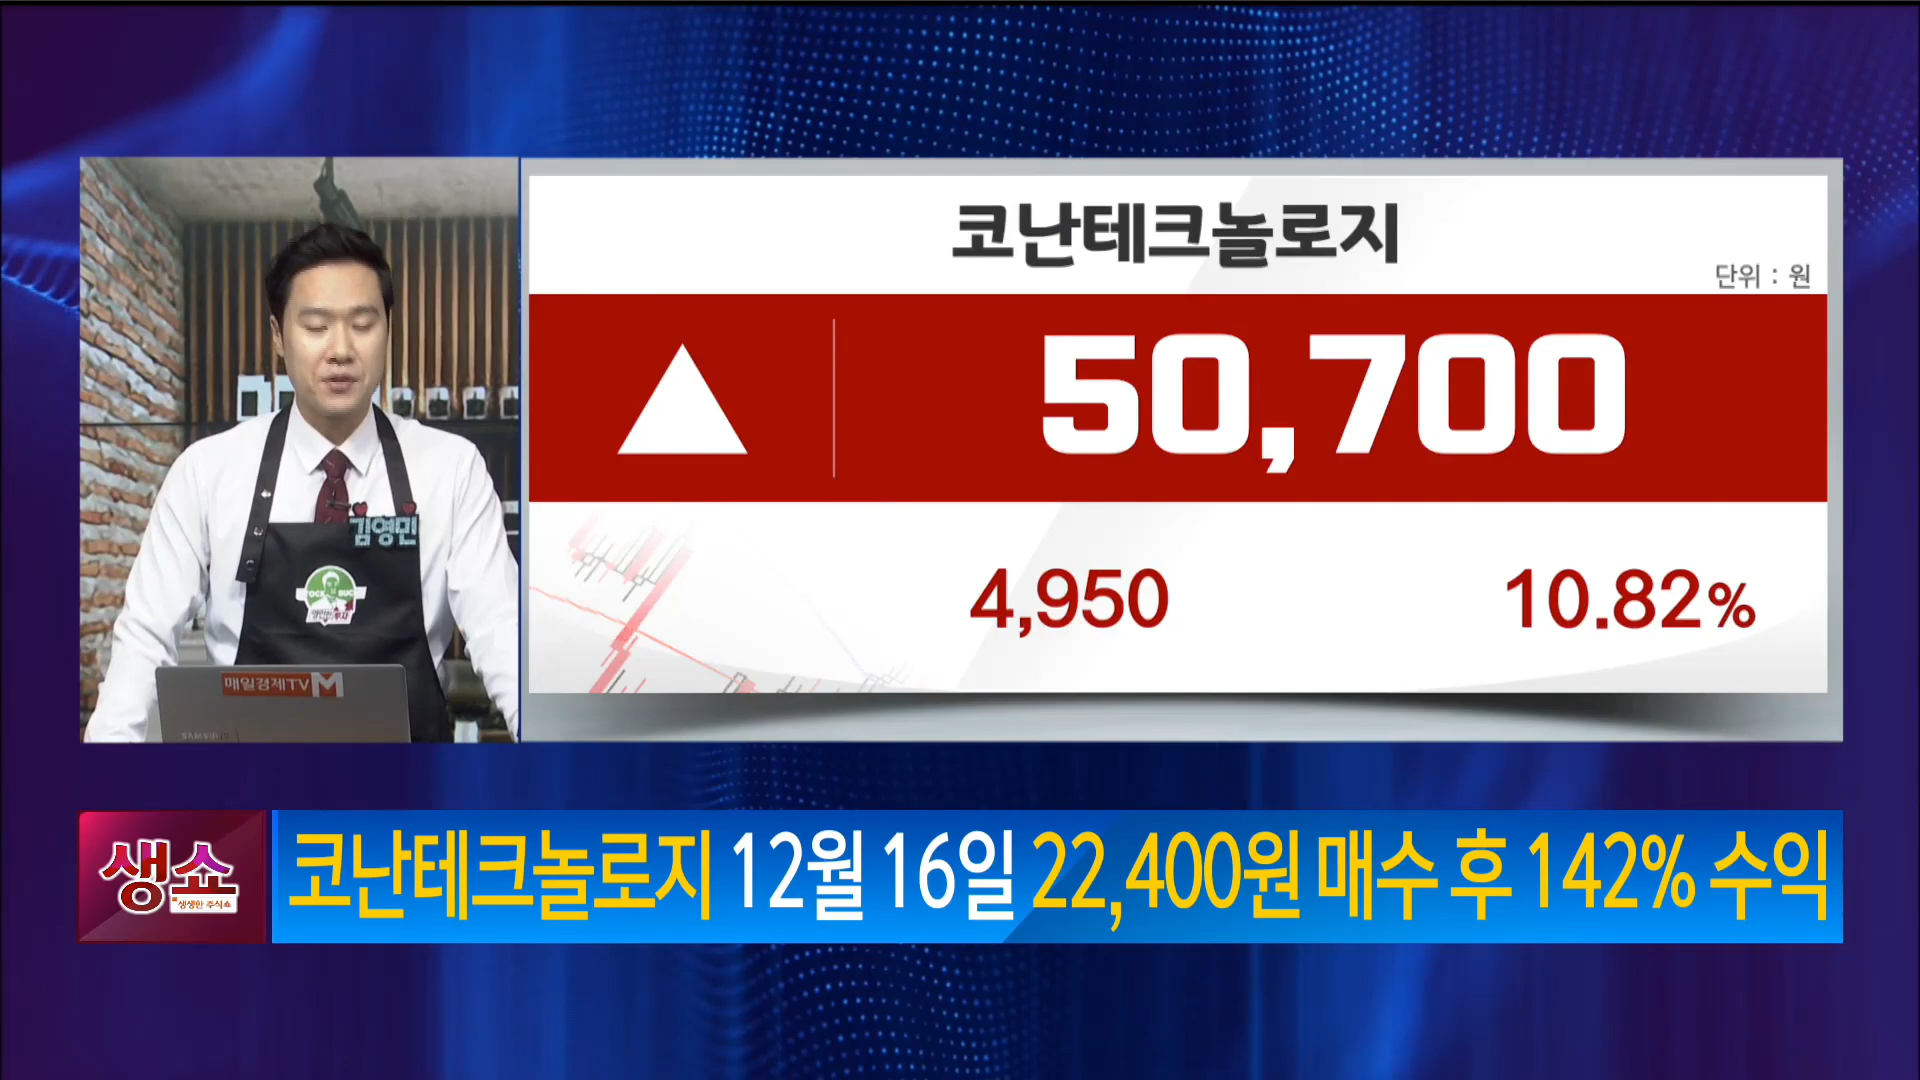 코난테크놀로지
단위 : 원
▲ 50,700
4,950 10.82%
김영민
매일경제TV M
SAMSUNG
생쇼
생생한 주식쇼
코난테크놀로지 12월 16일 22,400원 매수 후 142% 수익